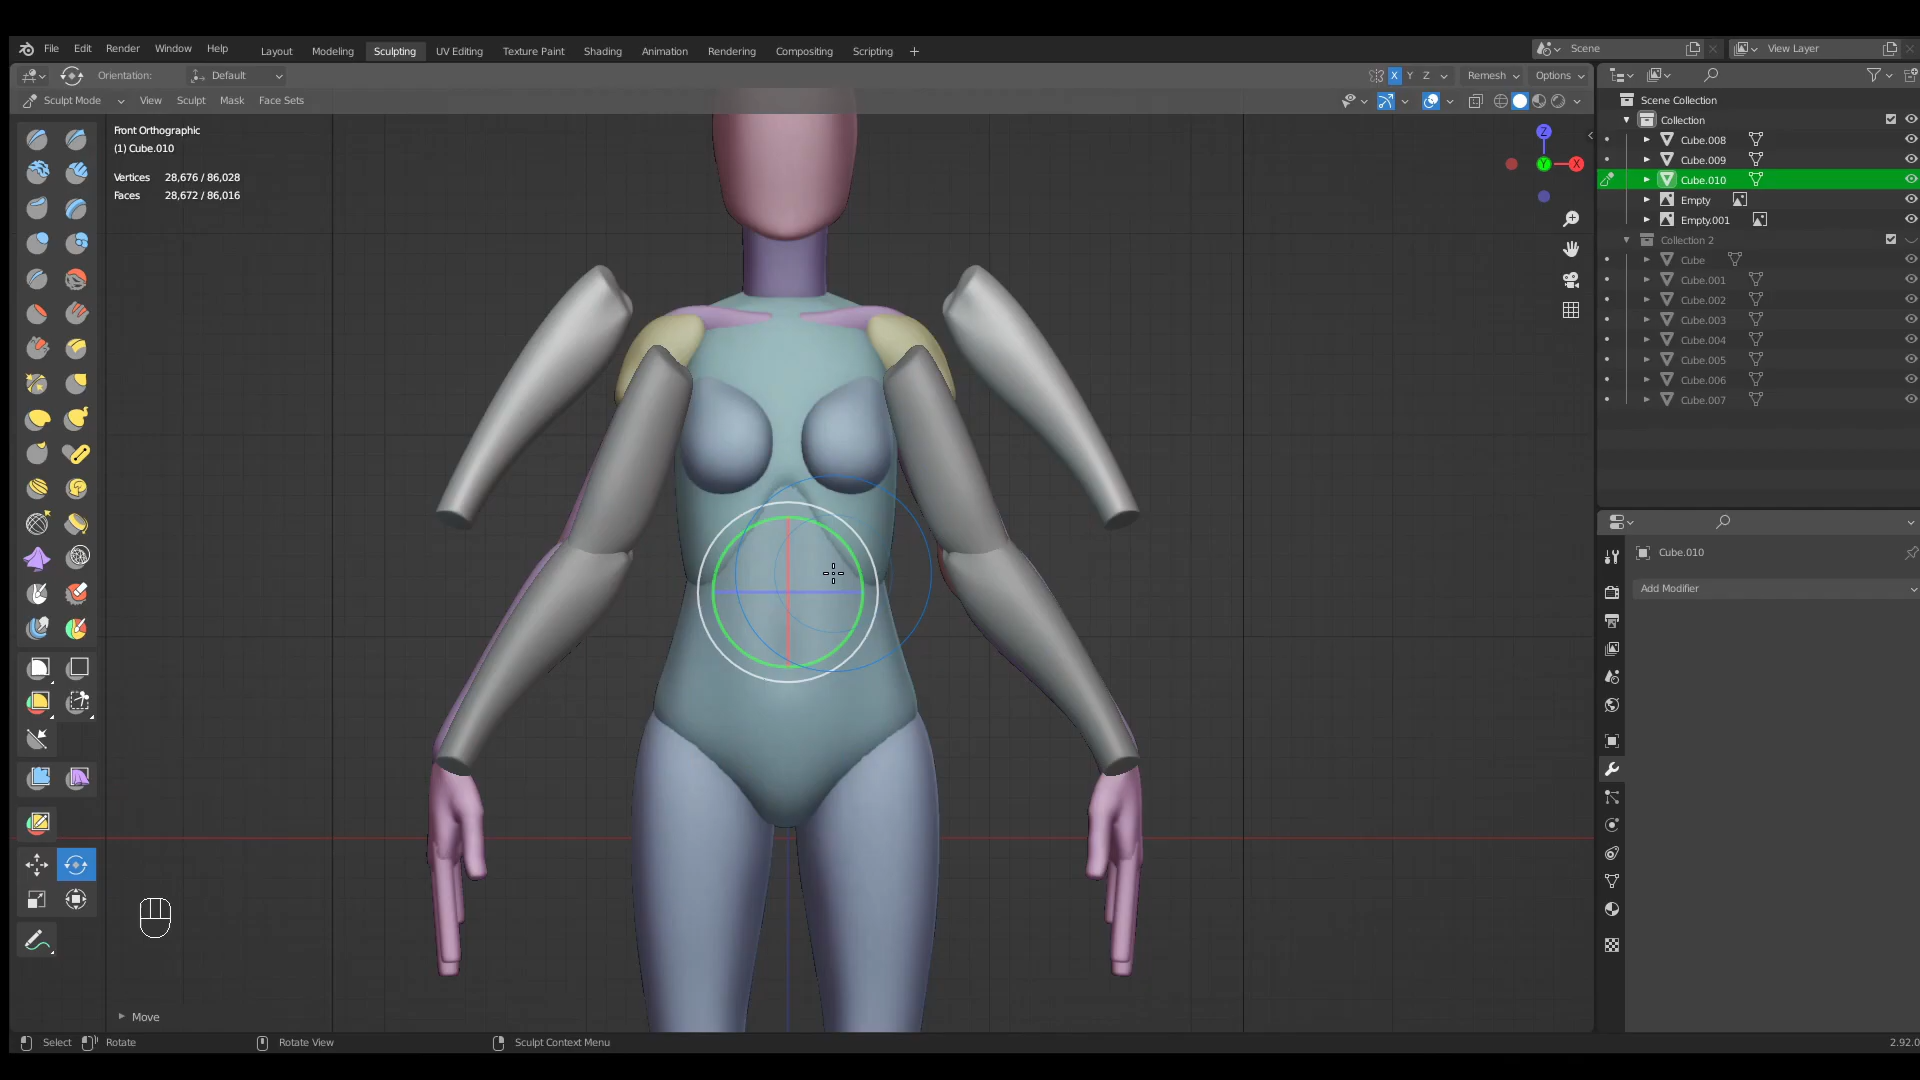 File Edit Render Window Help Layout Modeling Sculpting UV Editing Texture Paint Shading Animation Rendering Compositing Scripting + Scene View Layer
Orientation: Default X Y Z Remesh Options
Sculpt Mode View Sculpt Mask Face Sets
Scene Collection
Collection
Cube.008
Cube.009
Cube.010
Empty
Empty.001
Collection 2
Cube
Cube.001
Cube.002
Cube.003
Cube.004
Cube.005
Cube.006
Cube.007
Front Orthographic
(1) Cube.010
Vertices 28,676 / 86,028
Faces 28,672 / 86,016
Z
Y
X
Cube.010
Add Modifier
Move
Select Rotate Rotate View Sculpt Context Menu 2.92.0